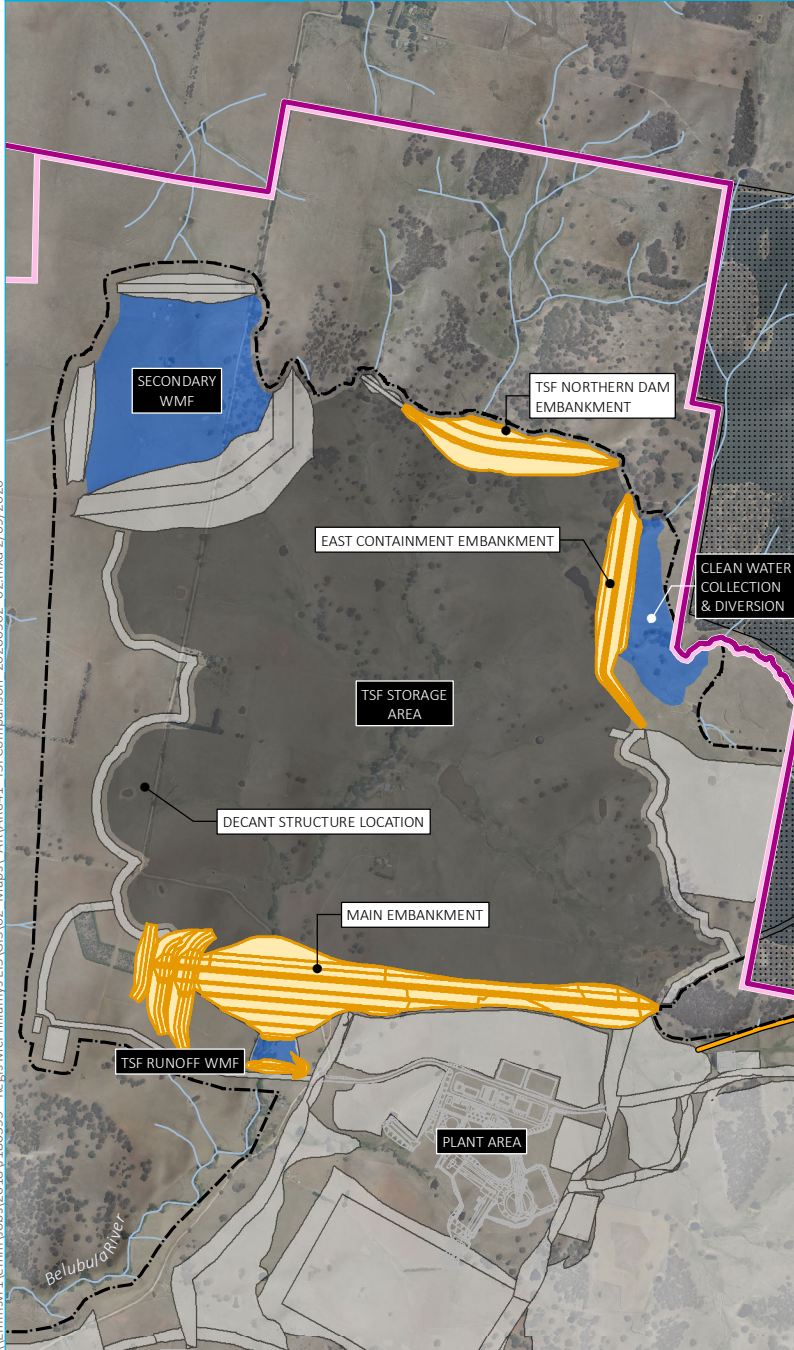 SECONDARY
WMF
TSF NORTHERN DAM
EMBANKMENT
EAST CONTAINMENT EMBANKMENT
CLEAN WATER
COLLECTION
& DIVERSION
TSF STORAGE
AREA
DECANT STRUCTURE LOCATION
MAIN EMBANKMENT
TSF RUNOFF WMF
PLANT AREA
Belubula River